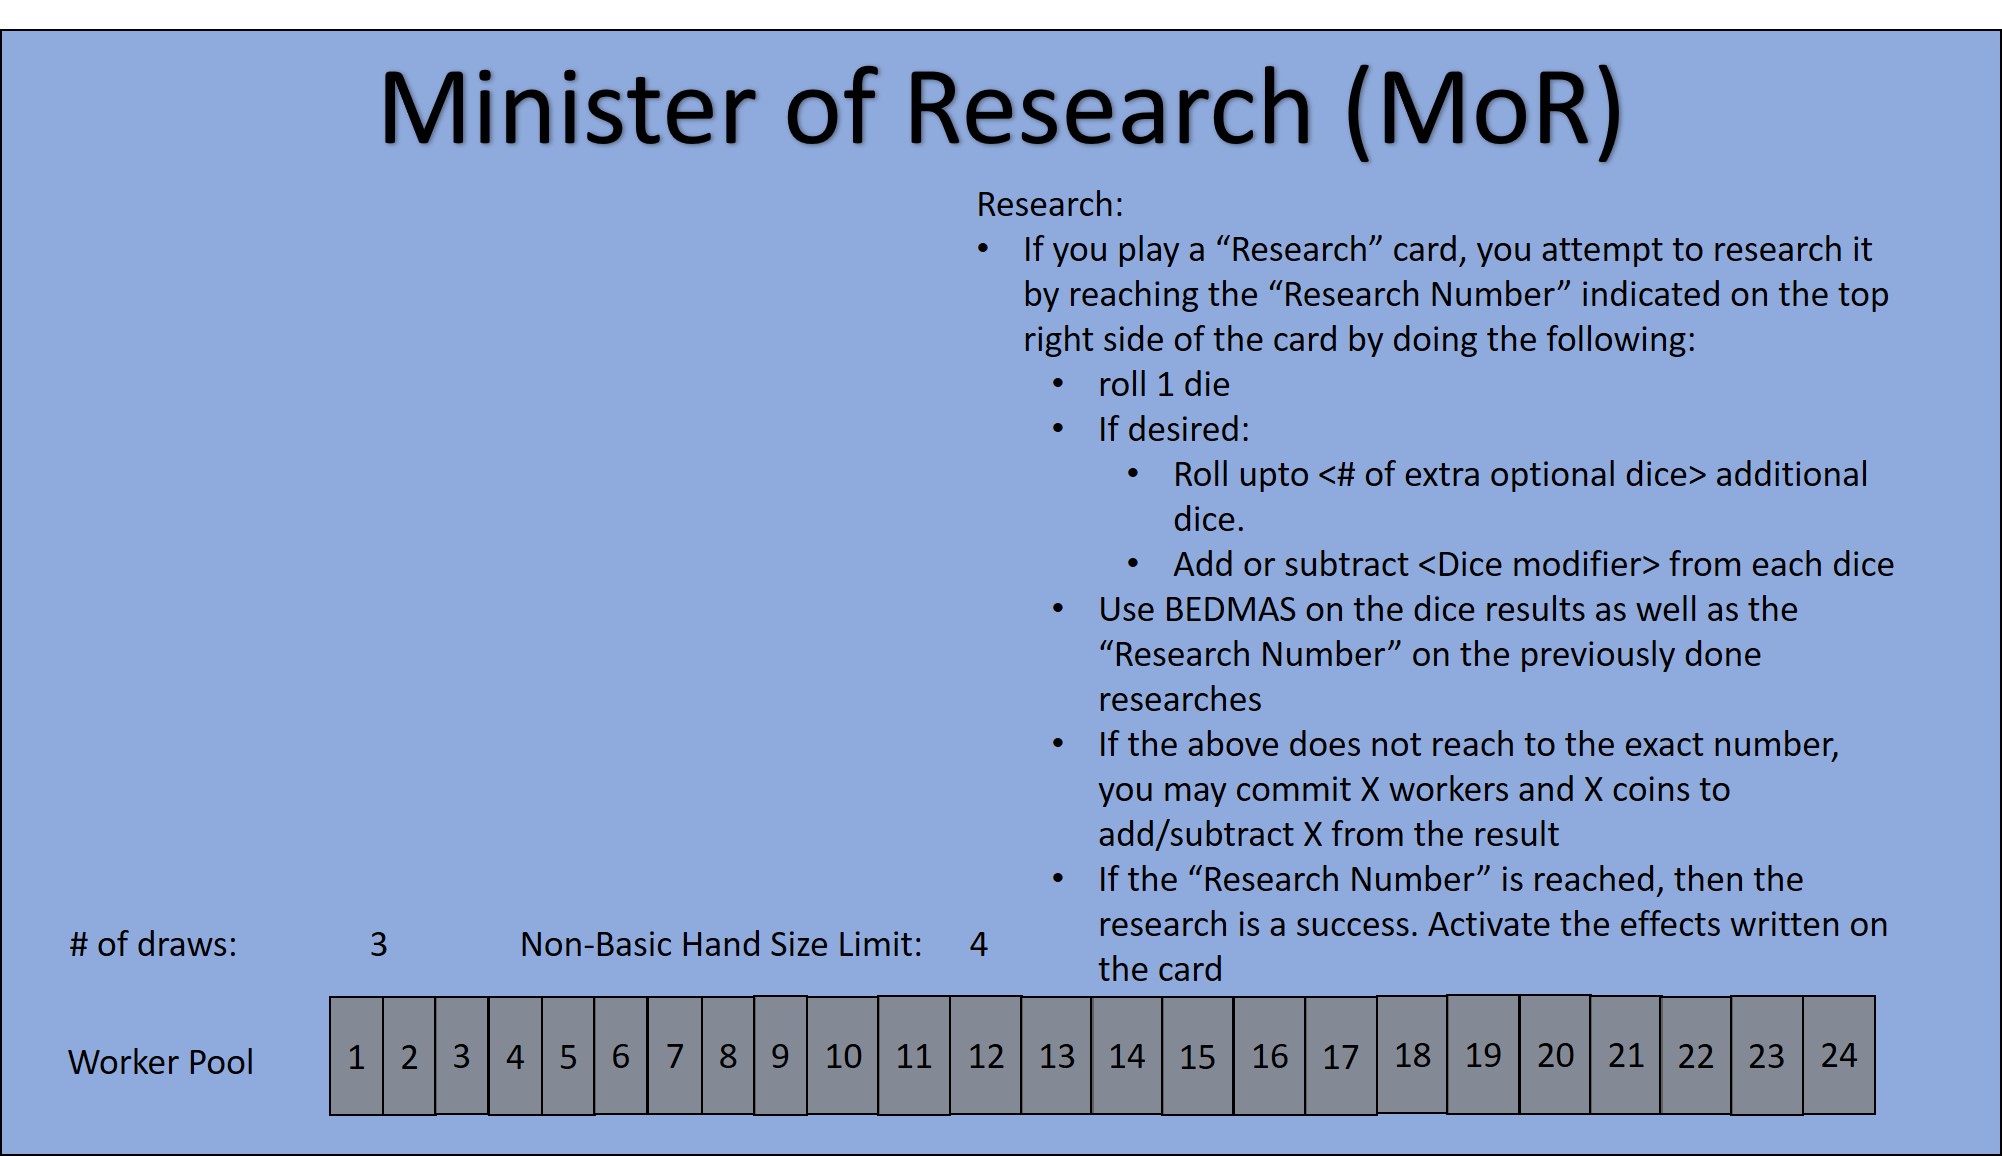 Minister of Research (MoR)
Research:
• If you play a “Research” card, you attempt to research it
by reaching the “Research Number” indicated on the top
right side of the card by doing the following:
• roll 1 die
• If desired:
• Roll upto <# of extra optional dice> additional
dice.
• Add or subtract <Dice modifier> from each dice
• Use BEDMAS on the dice results as well as the
“Research Number” on the previously done
researches
• If the above does not reach to the exact number,
you may commit X workers and X coins to
add/subtract X from the result
• If the “Research Number” is reached, then the
research is a success. Activate the effects written on
the card
# of draws: 3 Non-Basic Hand Size Limit: 4
Worker Pool 1 2 3 4 5 6 7 8 9 10 11 12 13 14 15 16 17 18 19 20 21 22 23 24